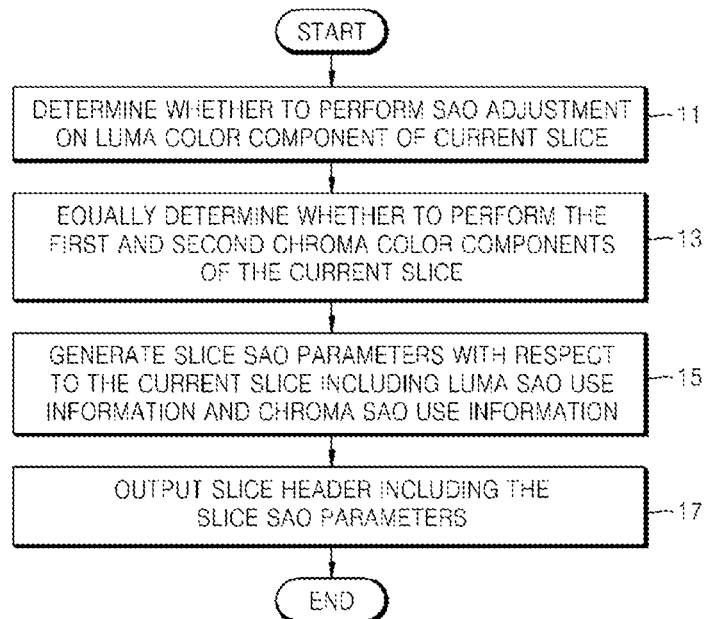 START
DETERMINE WHETHER TO PERFORM SAO ADJUSTMENT
ON LUMA COLOR COMPONENT OF CURRENT SLICE
11
EQUALLY DETERMINE WHETHER TO PERFORM THE
FIRST AND SECOND CHROMA COLOR COMPONENTS
OF THE CURRENT SLICE
13
GENERATE SLICE SAO PARAMETERS WITH RESPECT
TO THE CURRENT SLICE INCLUDING LUMA SAO USE
INFORMATION AND CHROMA SAO USE INFORMATION
15
OUTPUT SLICE HEADER INCLUDING THE
SLICE SAO PARAMETERS
17
END